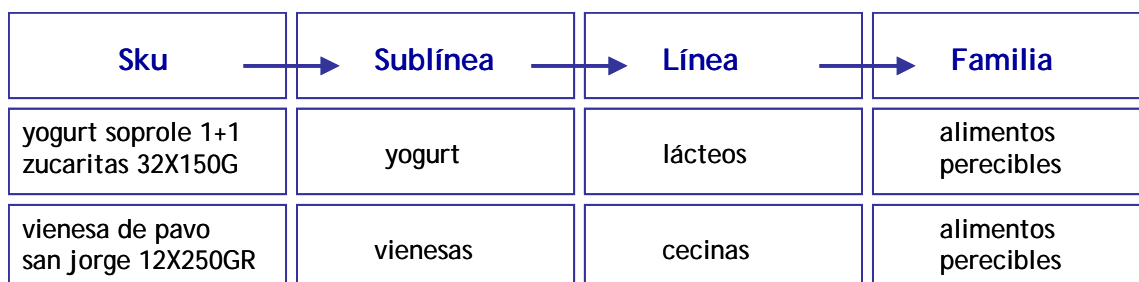 Sku Sublínea Línea Familia
yogurt soprole 1+1
zucaritas 32X150G
yogurt
lácteos
alimentos
perecibles
vienesa de pavo
san jorge 12X250GR
vienesas
cecinas
alimentos
perecibles